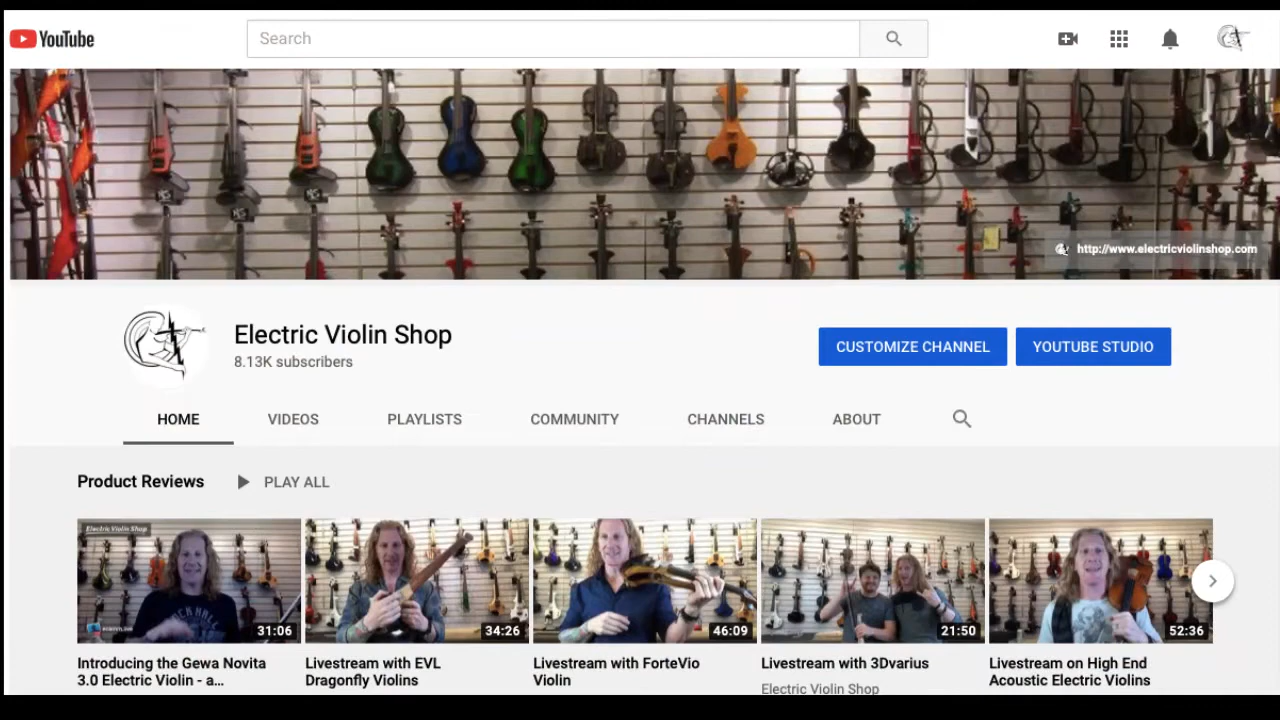 YouTube
Search
http://www.electricviolinshop.com
Electric Violin Shop
8.13K subscribers
CUSTOMIZE CHANNEL
YOUTUBE STUDIO
HOME
VIDEOS
PLAYLISTS
COMMUNITY
CHANNELS
ABOUT
Product Reviews
PLAY ALL
Electric Violin Shop
31:06
34:26
46:09
21:50
52:36
Introducing the Gewa Novita
3.0 Electric Violin - a...
Livestream with EVL
Dragonfly Violins
Livestream with ForteVio
Violin
Livestream with 3Dvarius
Electric Violin Shop
Livestream on High End
Acoustic Electric Violins